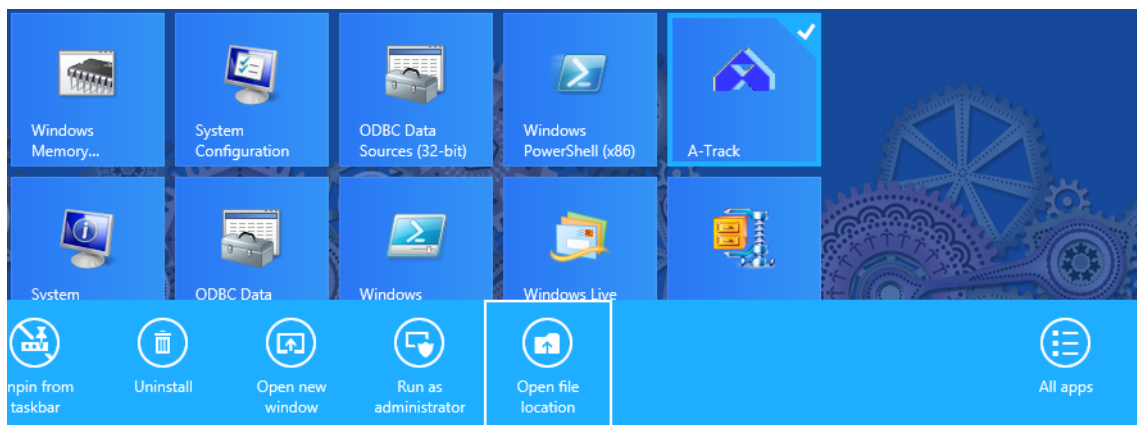 Windows
Memory...
System
Configuration
ODBC Data
Sources (32-bit)
Windows
PowerShell (x86)
A-Track
System
ODBC Data
Windows
Windows Live
npin from
taskbar
Uninstall
Open new
window
Run as
administrator
Open file
location
All apps